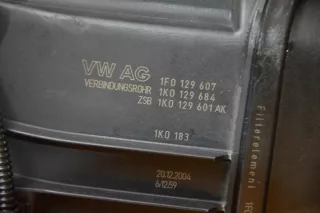 VW AG
1F0 129 607
VERBINDUNGSROHR 1K0 129 684
ZSB 1K0 129 601 AK
1K0 183
20.12.2004
6:12:59
Filterelement